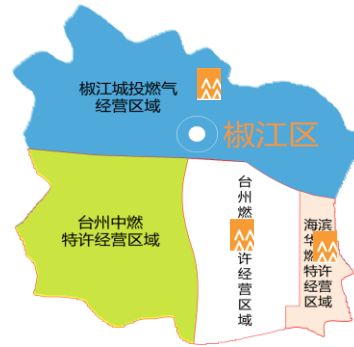 椒江城投燃气
经营区域
椒江区
台州中燃
特许经营区域
台州燃
许经营区域
海滨
华
燃
特许
经营
区域